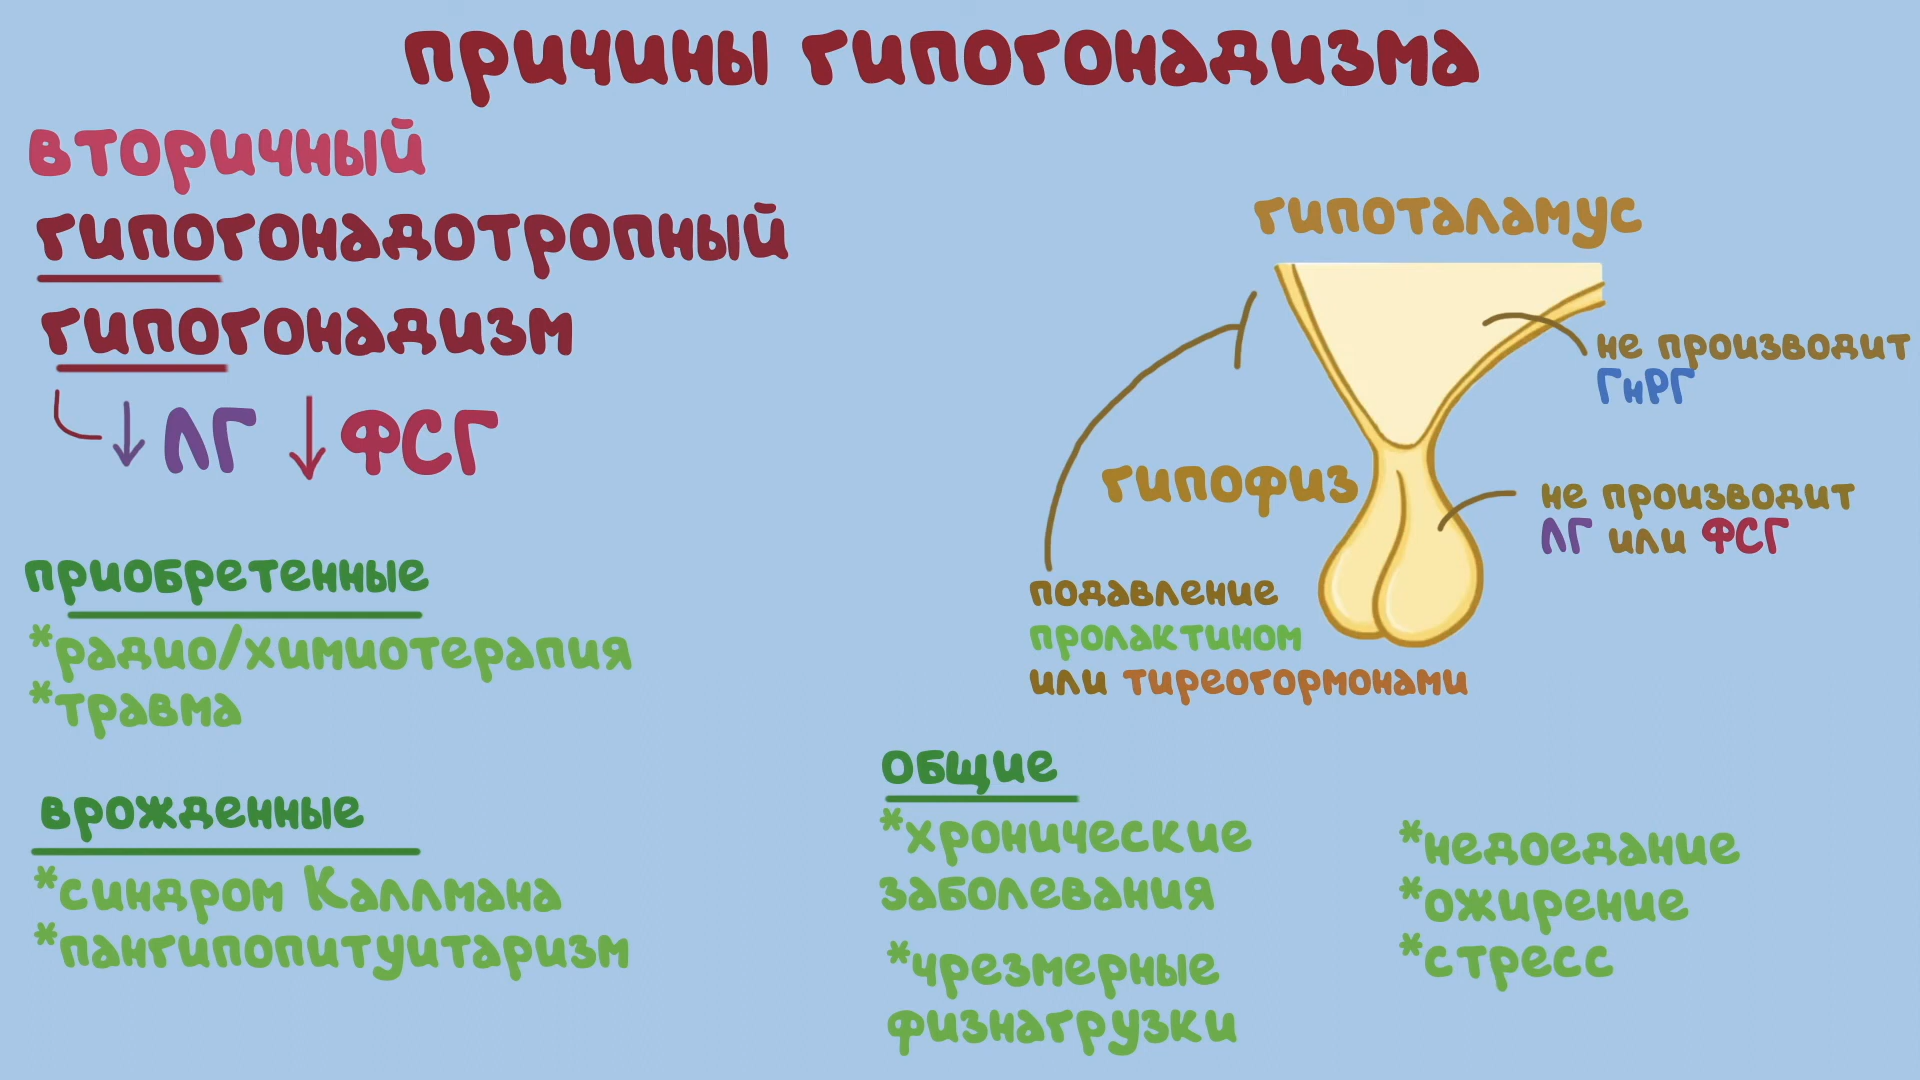 причины гипогонадизма
вторичный
гипогонадотропный
гипогонадизм
↓ ЛГ ↓ ФСГ
приобретенные
*радио/химиотерапия
*травма
врожденные
*синдром Каллмана
*пангипопитуитаризм
гипоталамус
не производит
ГнРГ
гипофиз
не производит
ЛГ или ФСГ
подавление
пролактином
или тиреогормонами
общие
*хронические
заболевания
*чрезмерные
физнагрузки
*недоедание
*ожирение
*стресс